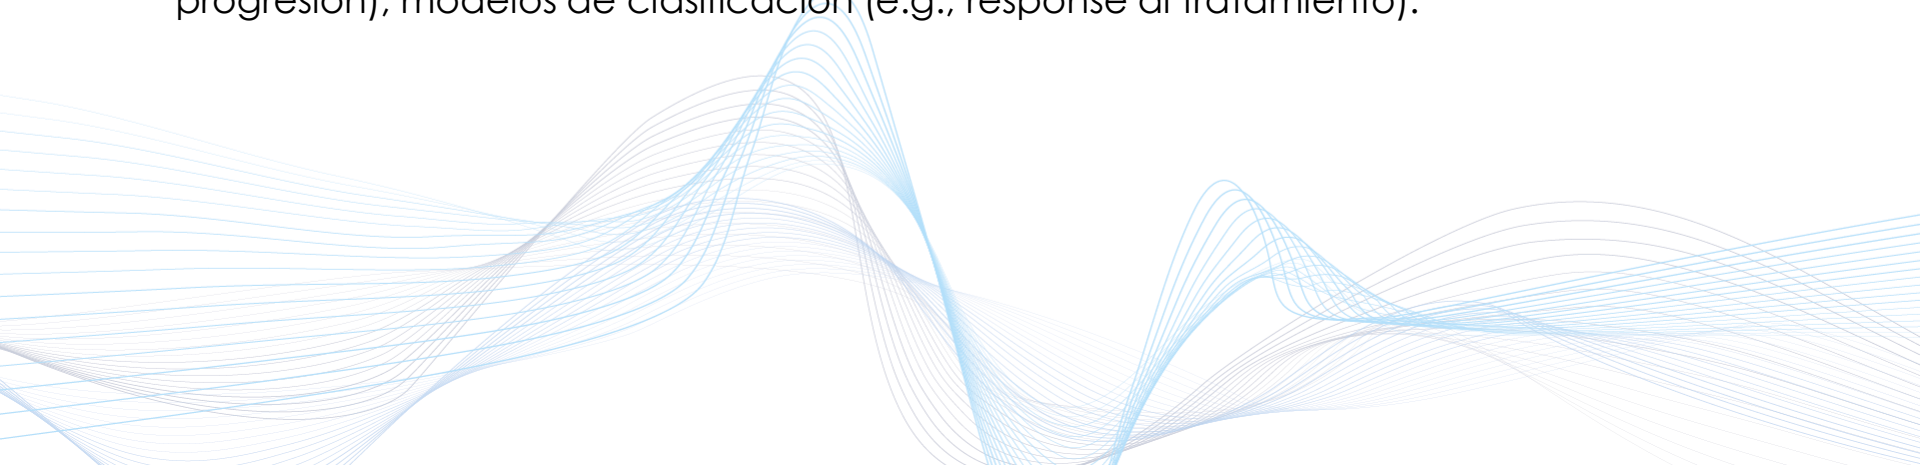 progresión), modelos de clasificación (e.g., response al tratamiento).